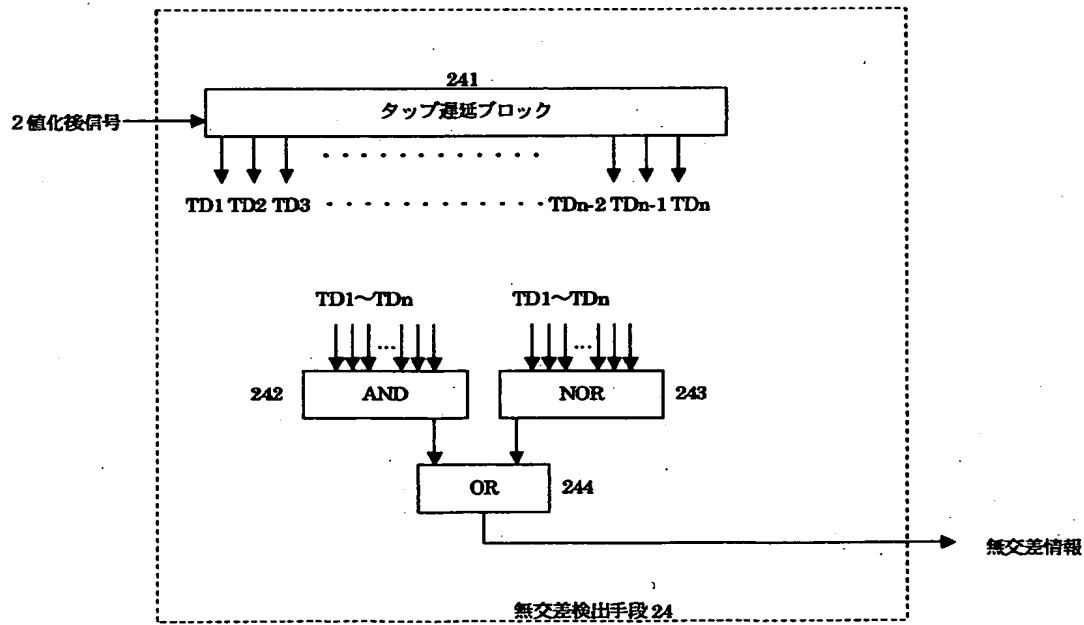 241
タップ遅延ブロック
2値化後信号
TD1 TD2 TD3 ············ TDn-2 TDn-1 TDn
TD1～TDn TD1～TDn
... ...
242 AND NOR 243
OR 244
無交差情報
無交差検出手段24